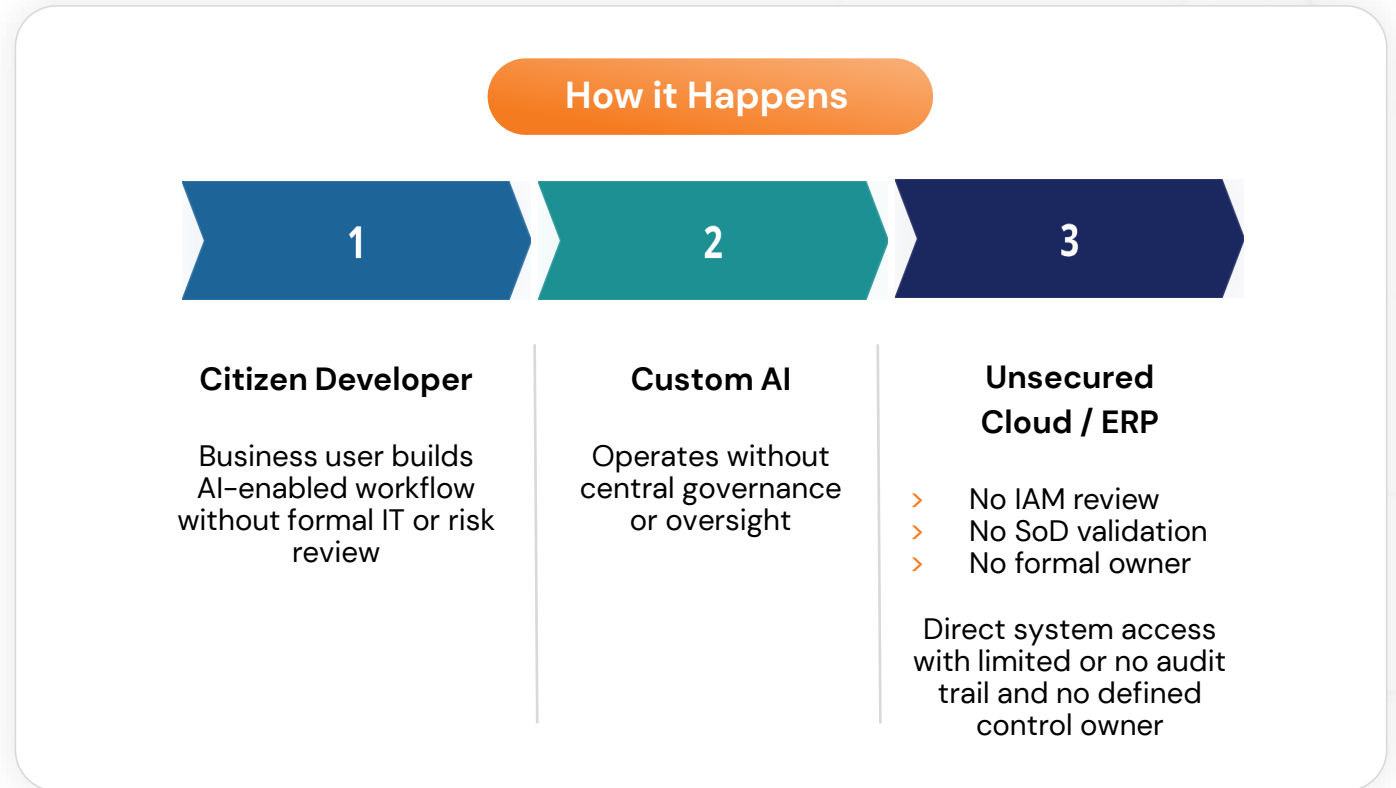 How it Happens
1
2
3
Citizen Developer
Business user builds
AI-enabled workflow
without formal IT or risk
review
Custom AI
Operates without
central governance
or oversight
Unsecured
Cloud / ERP
> No IAM review
> No SoD validation
> No formal owner
Direct system access
with limited or no audit
trail and no defined
control owner